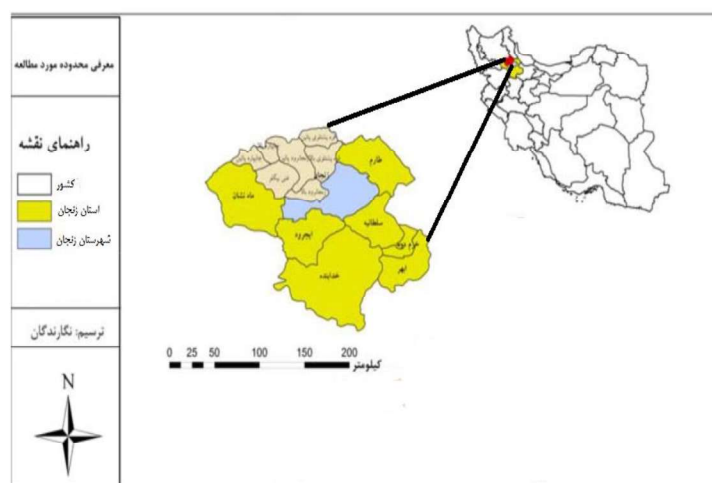 معرفی محدوده مورد مطالعه
راهنمای نقشه
کشور
استان زنجان
شهرستان زنجان
ترسیم: نگارندگان
N
طارم
زنجان
ماه نشان
سلطانیه
ایجرود
خرم دره
ابهر
خدابنده
0 25 50 100 150 200
کیلومتر